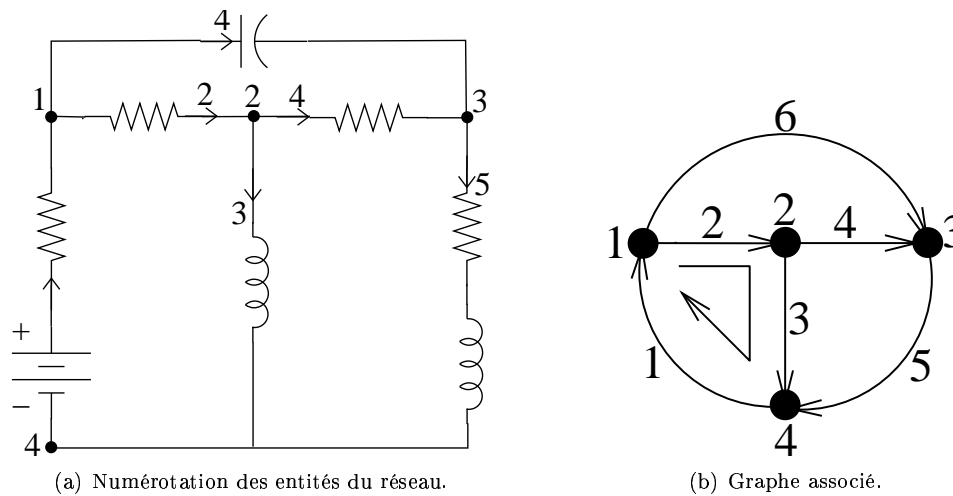 4
1 2 2 4 3
3 5
+
−
4
(a) Numérotation des entités du réseau.
6
1 2 2 4 3
3
1 5
4
(b) Graphe associé.